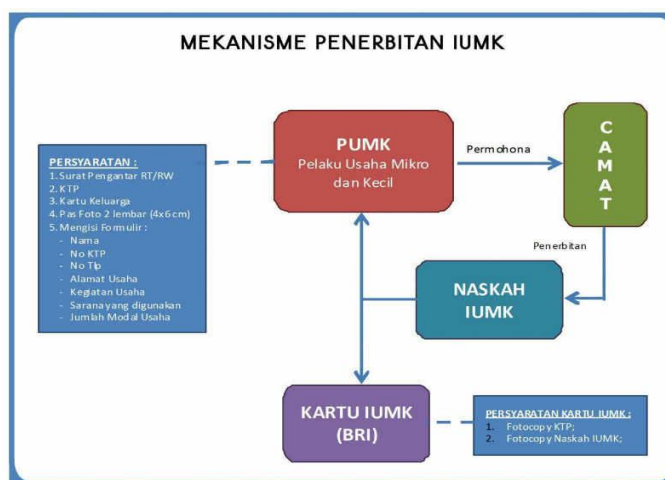 MEKANISME PENERBITAN IUMK
PERSYARATAN :
1. Surat Pengantar RT/RW
2. KTP
3. Kartu Keluarga
4. Pas Foto 2 lembar (4x6 cm)
5. Mengisi Formulir :
- Nama
- No KTP
- No Tlp
- Alamat Usaha
- Kegiatan Usaha
- Sarana yang digunakan
- Jumlah Modal Usaha
PUMK
Pelaku Usaha Mikro
dan Kecil
Permohona
C
A
M
A
T
Penerbitan
NASKAH
IUMK
KARTU IUMK
(BRI)
PERSYARATAN KARTU IUMK :
1. Fotocopy KTP;
2. Fotocopy Naskah IUMK;